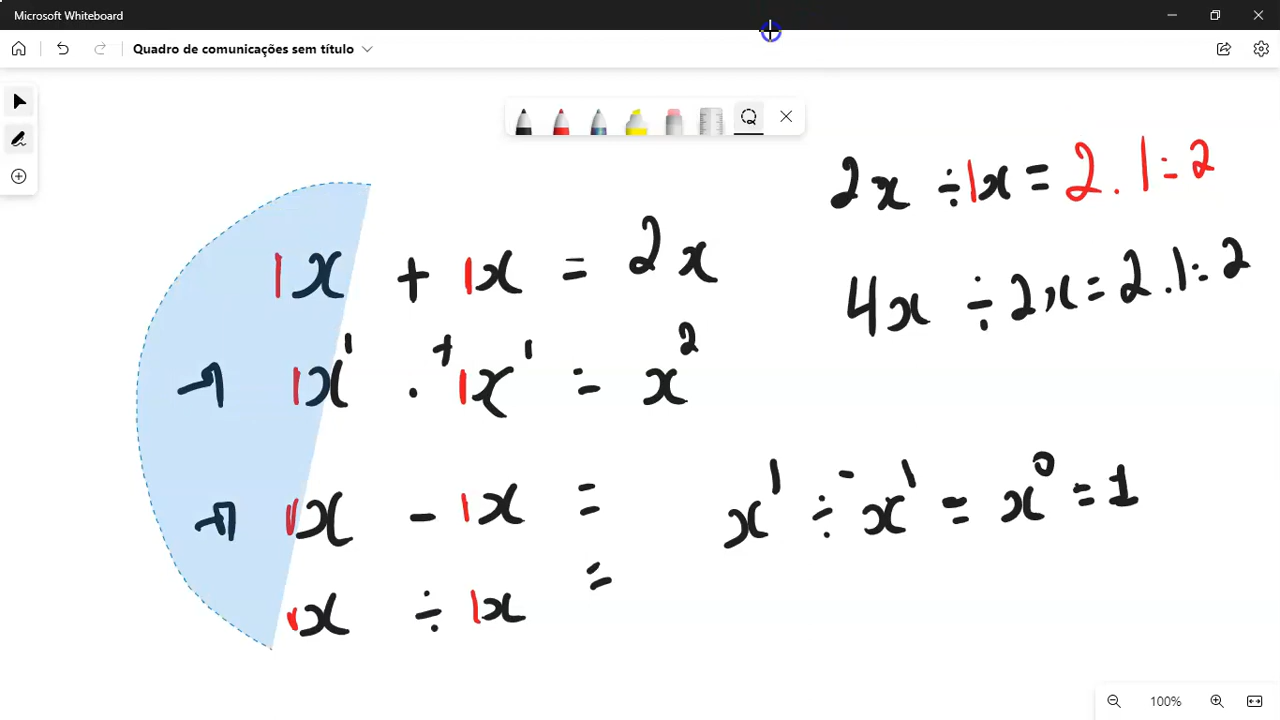 Microsoft Whiteboard
Quadro de comunicações sem título
2x ÷ 1x = 2 . 1 = 2
1x + 1x = 2x
4x ÷ 2x = 2 . 1 = 2
1x¹ . ⁺ 1x¹ = x²
1x - 1x =
x¹ ÷ ⁻ x¹ = x⁰ = 1
1x ÷ 1x =
100%